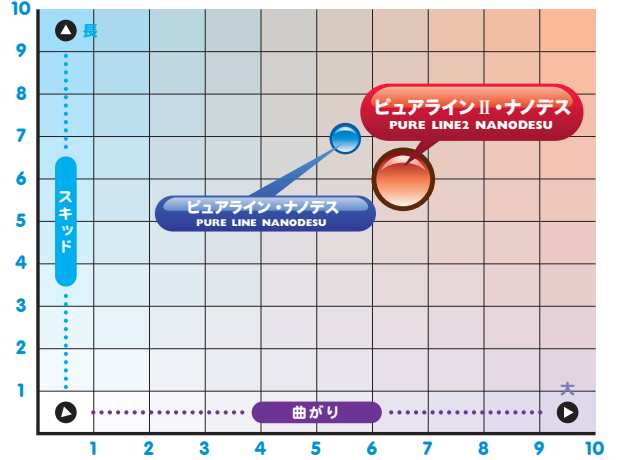 10
長
9
8
ピュアラインⅡ・ナノデス
PURE LINE2 NANODESU
7
6
スキッド
ピュアライン・ナノデス
PURE LINE NANODESU
5
4
3
2
1
大
曲がり
1 2 3 4 5 6 7 8 9 10